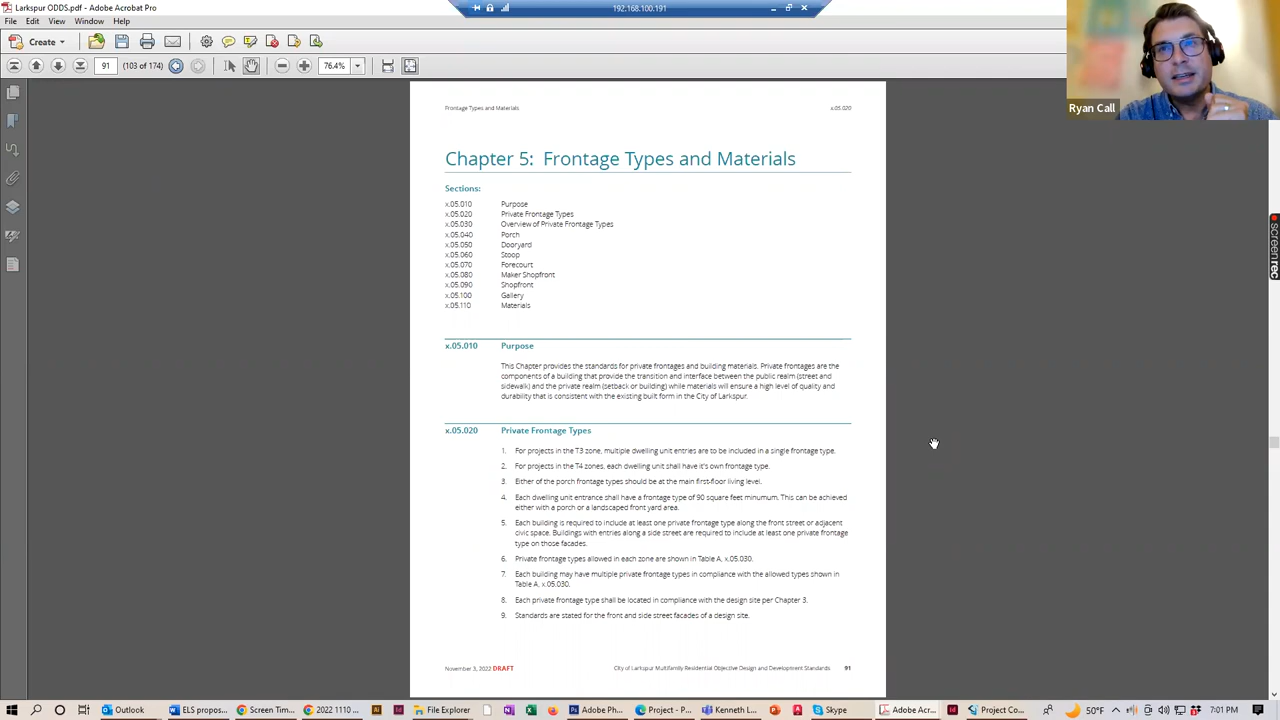 Larkspur ODDS.pdf - Adobe Acrobat Pro
192.168.100.191
File Edit View Window Help
Create
91 (103 of 174)
76.4%
Ryan Call
Frontage Types and Materials x.05.020
Chapter 5: Frontage Types and Materials
Sections:
x.05.010 Purpose
x.05.020 Private Frontage Types
x.05.030 Overview of Private Frontage Types
x.05.040 Porch
x.05.050 Dooryard
x.05.060 Stoop
x.05.070 Forecourt
x.05.080 Maker Shopfront
x.05.090 Shopfront
x.05.100 Gallery
x.05.110 Materials
x.05.010 Purpose
This Chapter provides the standards for private frontages and building materials. Private frontages are the
components of a building that provide the transition and interface between the public realm (street and
sidewalk) and the private realm (setback or building) while materials will ensure a high level of quality and
durability that is consistent with the existing built form in the City of Larkspur.
x.05.020 Private Frontage Types
1. For projects in the T3 zone, multiple dwelling unit entries are to be included in a single frontage type.
2. For projects in the T4 zones, each dwelling unit shall have it's own frontage type.
3. Either of the porch frontage types should be at the main first-floor living level.
4. Each dwelling unit entrance shall have a frontage type of 90 square feet minumum. This can be achieved
either with a porch or a landscaped front yard area.
5. Each building is required to include at least one private frontage type along the front street or adjacent
civic space. Buildings with entries along a side street are required to include at least one private frontage
type on those facades.
6. Private frontage types allowed in each zone are shown in Table A, x.05.030.
7. Each building may have multiple private frontage types in compliance with the allowed types shown in
Table A, x.05.030.
8. Each private frontage type shall be located in compliance with the design site per Chapter 3.
9. Standards are stated for the front and side street facades of a design site.
November 3, 2022 DRAFT City of Larkspur Multifamily Residential Objective Design and Development Standards 91
screenrec
Outlook ELS propos... Screen Tim... 2022 1110 ... File Explorer Project - P... Kenneth L... Skype Adobe Acr... Project Co... 50°F 7:01 PM